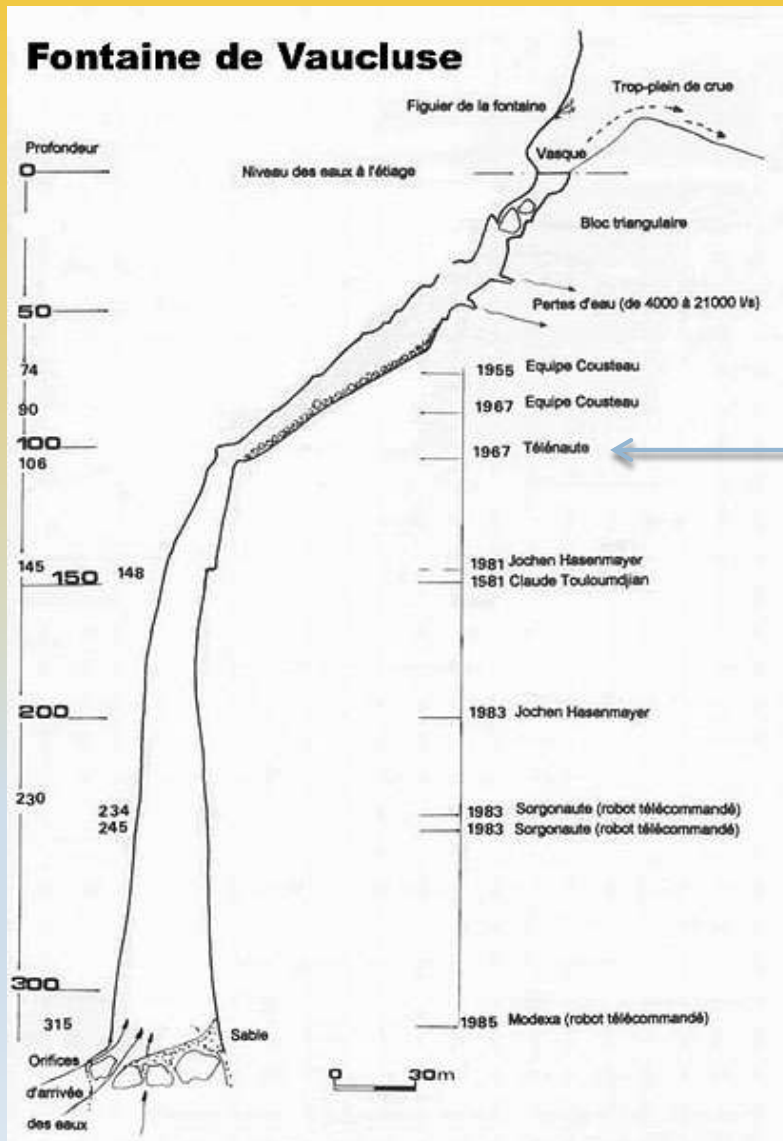 Fontaine de Vaucluse
Trop-plein de crue
Figuier de la fontaine
Profondeur
Vasque
0
Niveau des eaux à l'étiage
Bloc triangulaire
50
Pertes d'eau (de 4000 à 21000 l/s)
74
1955 Equipe Cousteau
90
1967 Equipe Cousteau
100
106
1967 Télénaute
145
1981 Jochen Hasenmayer
150
148
1581 Claude Touloumdjian
200
1983 Jochen Hasenmayer
230
234
1983 Sorgonaute (robot télécommandé)
245
1983 Sorgonaute (robot télécommandé)
300
315
1985 Modexa (robot télécommandé)
Sable
Orifices
d'arrivée
des eaux
0 30m